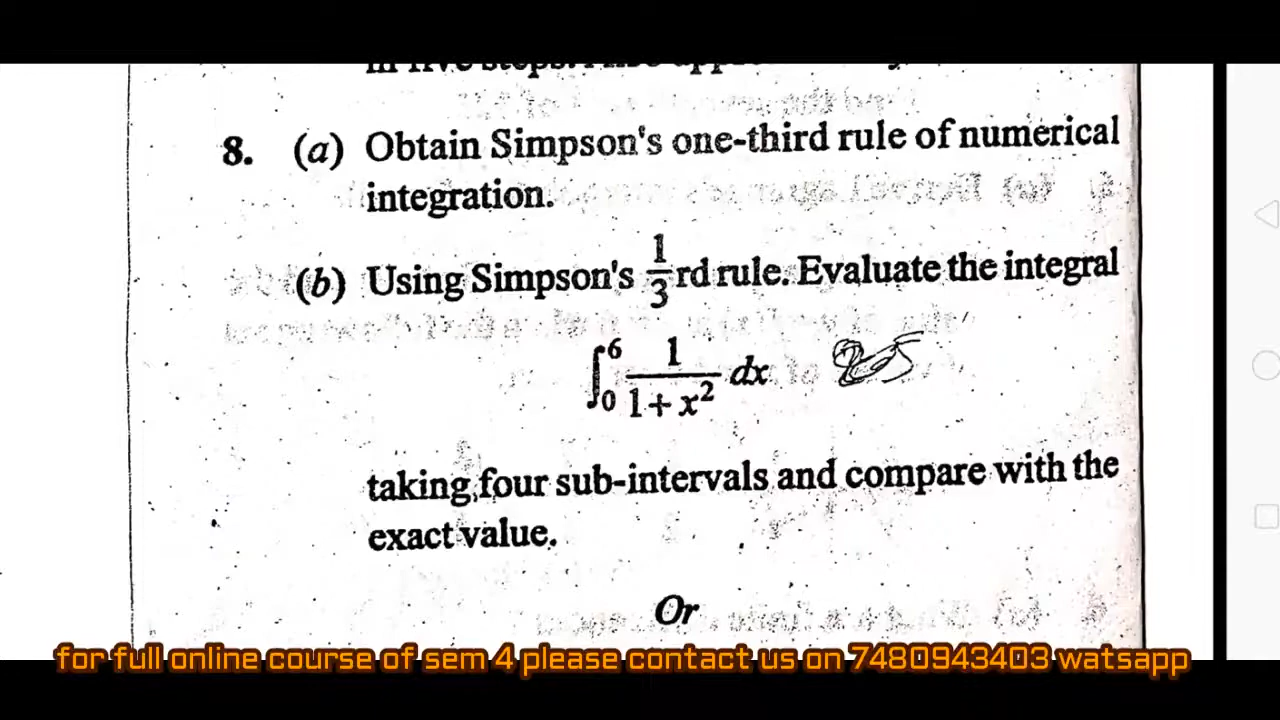 8. (a) Obtain Simpson's one-third rule of numerical
integration.
(b) Using Simpson's 1/3 rd rule. Evaluate the integral
∫₀⁶ 1/(1+x²) dx
taking four sub-intervals and compare with the
exact value.
Or
for full online course of sem 4 please contact us on 7480943403 watsapp